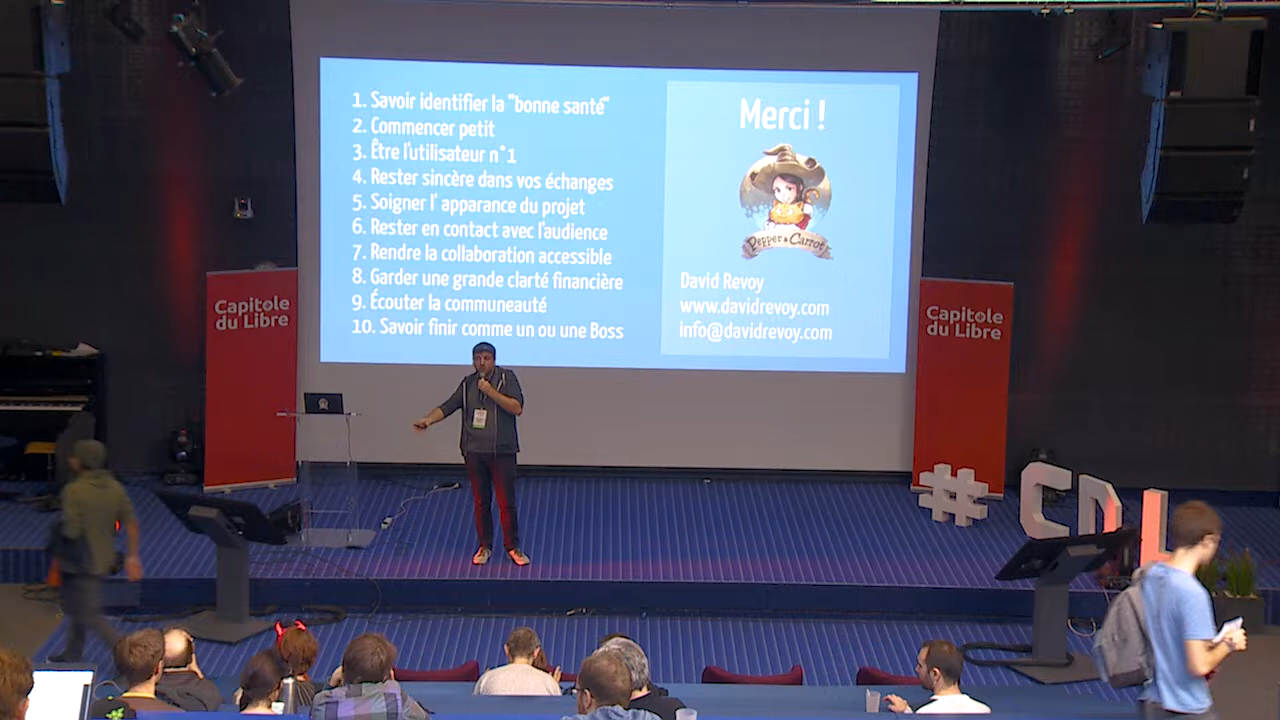 1. Savoir identifier la "bonne santé"
2. Commencer petit
3. Être l'utilisateur n°1
4. Rester sincère dans vos échanges
5. Soigner l' apparance du projet
6. Rester en contact avec l'audience
7. Rendre la collaboration accessible
8. Garder une grande clarté financière
9. Écouter la communeauté
10. Savoir finir comme un ou une Boss
Merci !
Pepper & Carrot
David Revoy
www.davidrevoy.com
info@davidrevoy.com
Capitole
du Libre
Capitole
du Libre
#CDL